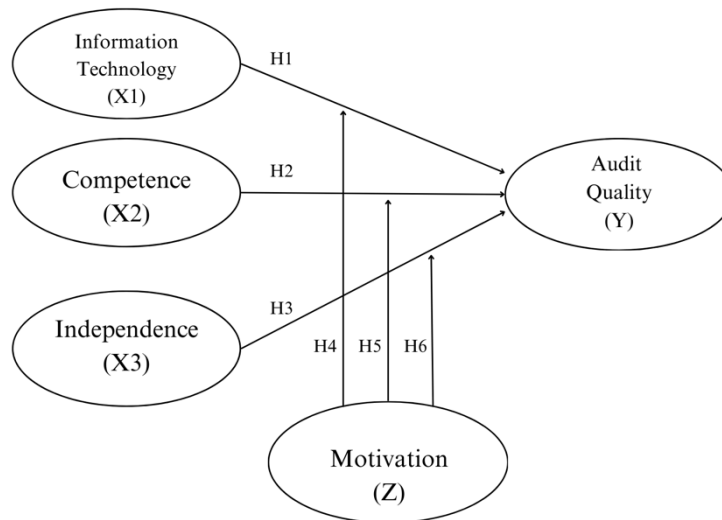 Information
Technology
(X1)
H1
Competence
(X2)
H2
Audit
Quality
(Y)
Independence
(X3)
H3
H4
H5
H6
Motivation
(Z)